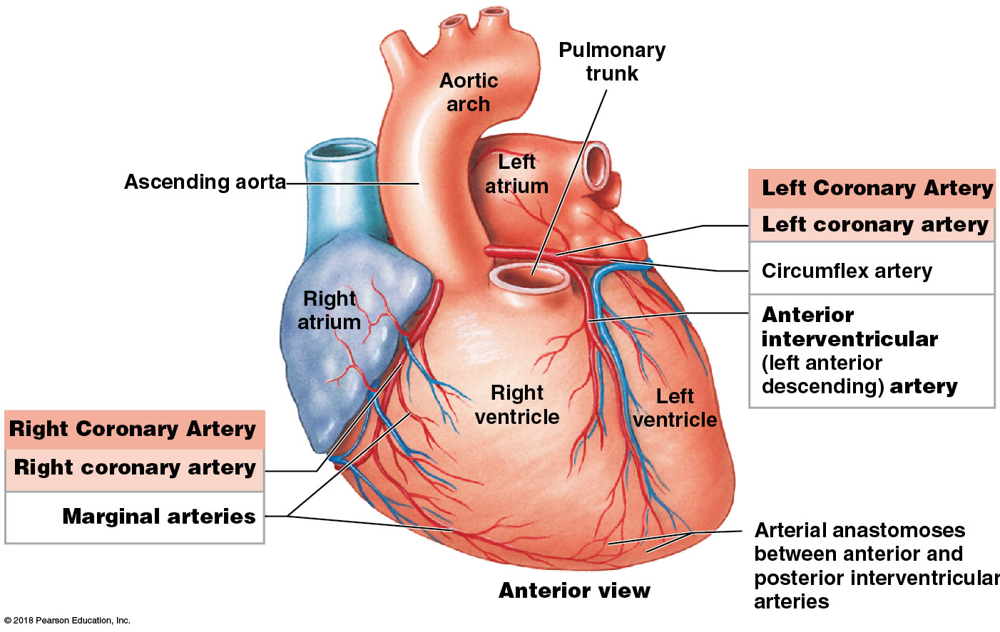 Pulmonary
trunk
Aortic
arch
Left
atrium
Ascending aorta
Left Coronary Artery
Left coronary artery
Circumflex artery
Anterior
interventricular
(left anterior
descending) artery
Right
atrium
Right
ventricle
Left
ventricle
Right Coronary Artery
Right coronary artery
Marginal arteries
Arterial anastomoses
between anterior and
posterior interventricular
arteries
Anterior view
© 2018 Pearson Education, Inc.